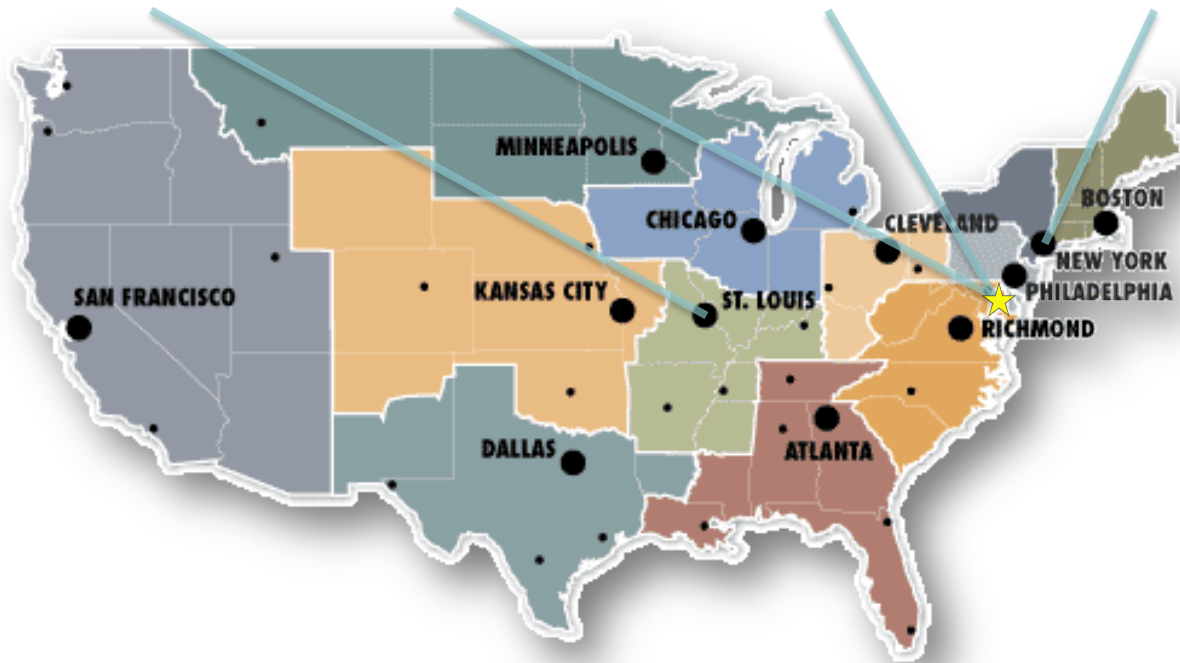 MINNEAPOLIS
BOSTON
CHICAGO
CLEVELAND
NEW YORK
KANSAS CITY
PHILADELPHIA
SAN FRANCISCO
ST. LOUIS
RICHMOND
DALLAS
ATLANTA